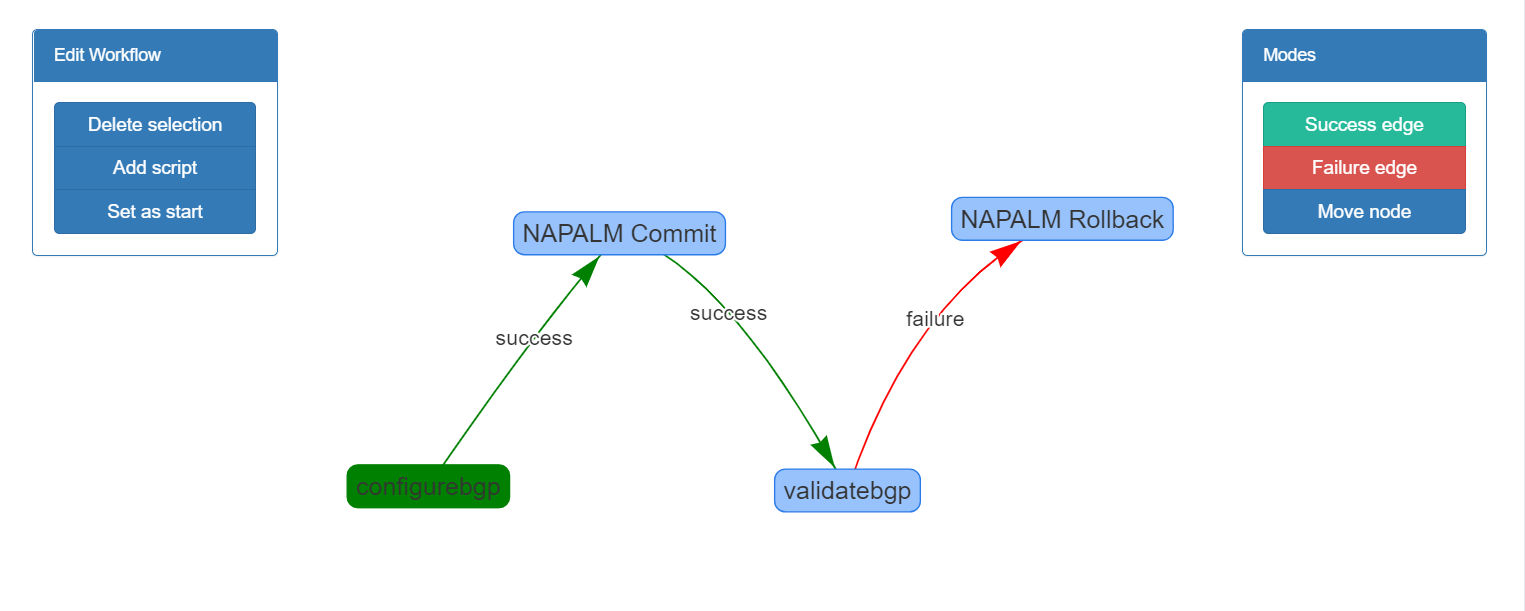 Edit Workflow
Delete selection
Add script
Set as start
Modes
Success edge
Failure edge
Move node
NAPALM Commit
NAPALM Rollback
success
success
failure
configurebgp
validatebgp